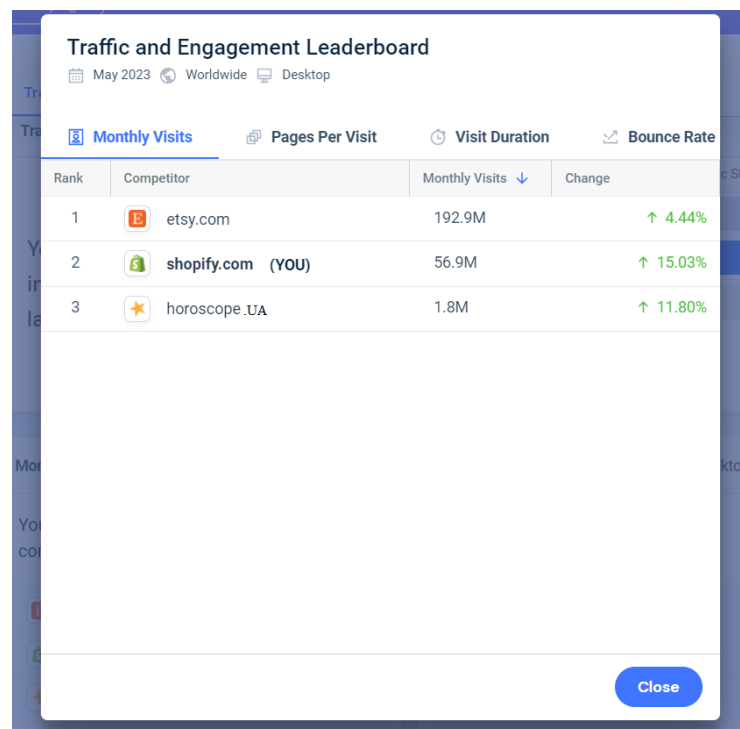 Traffic and Engagement Leaderboard
May 2023 Worldwide Desktop
Monthly Visits Pages Per Visit Visit Duration Bounce Rate
Rank Competitor Monthly Visits Change
1 etsy.com 192.9M ↑ 4.44%
2 shopify.com (YOU) 56.9M ↑ 15.03%
3 horoscope .UA 1.8M ↑ 11.80%
Close